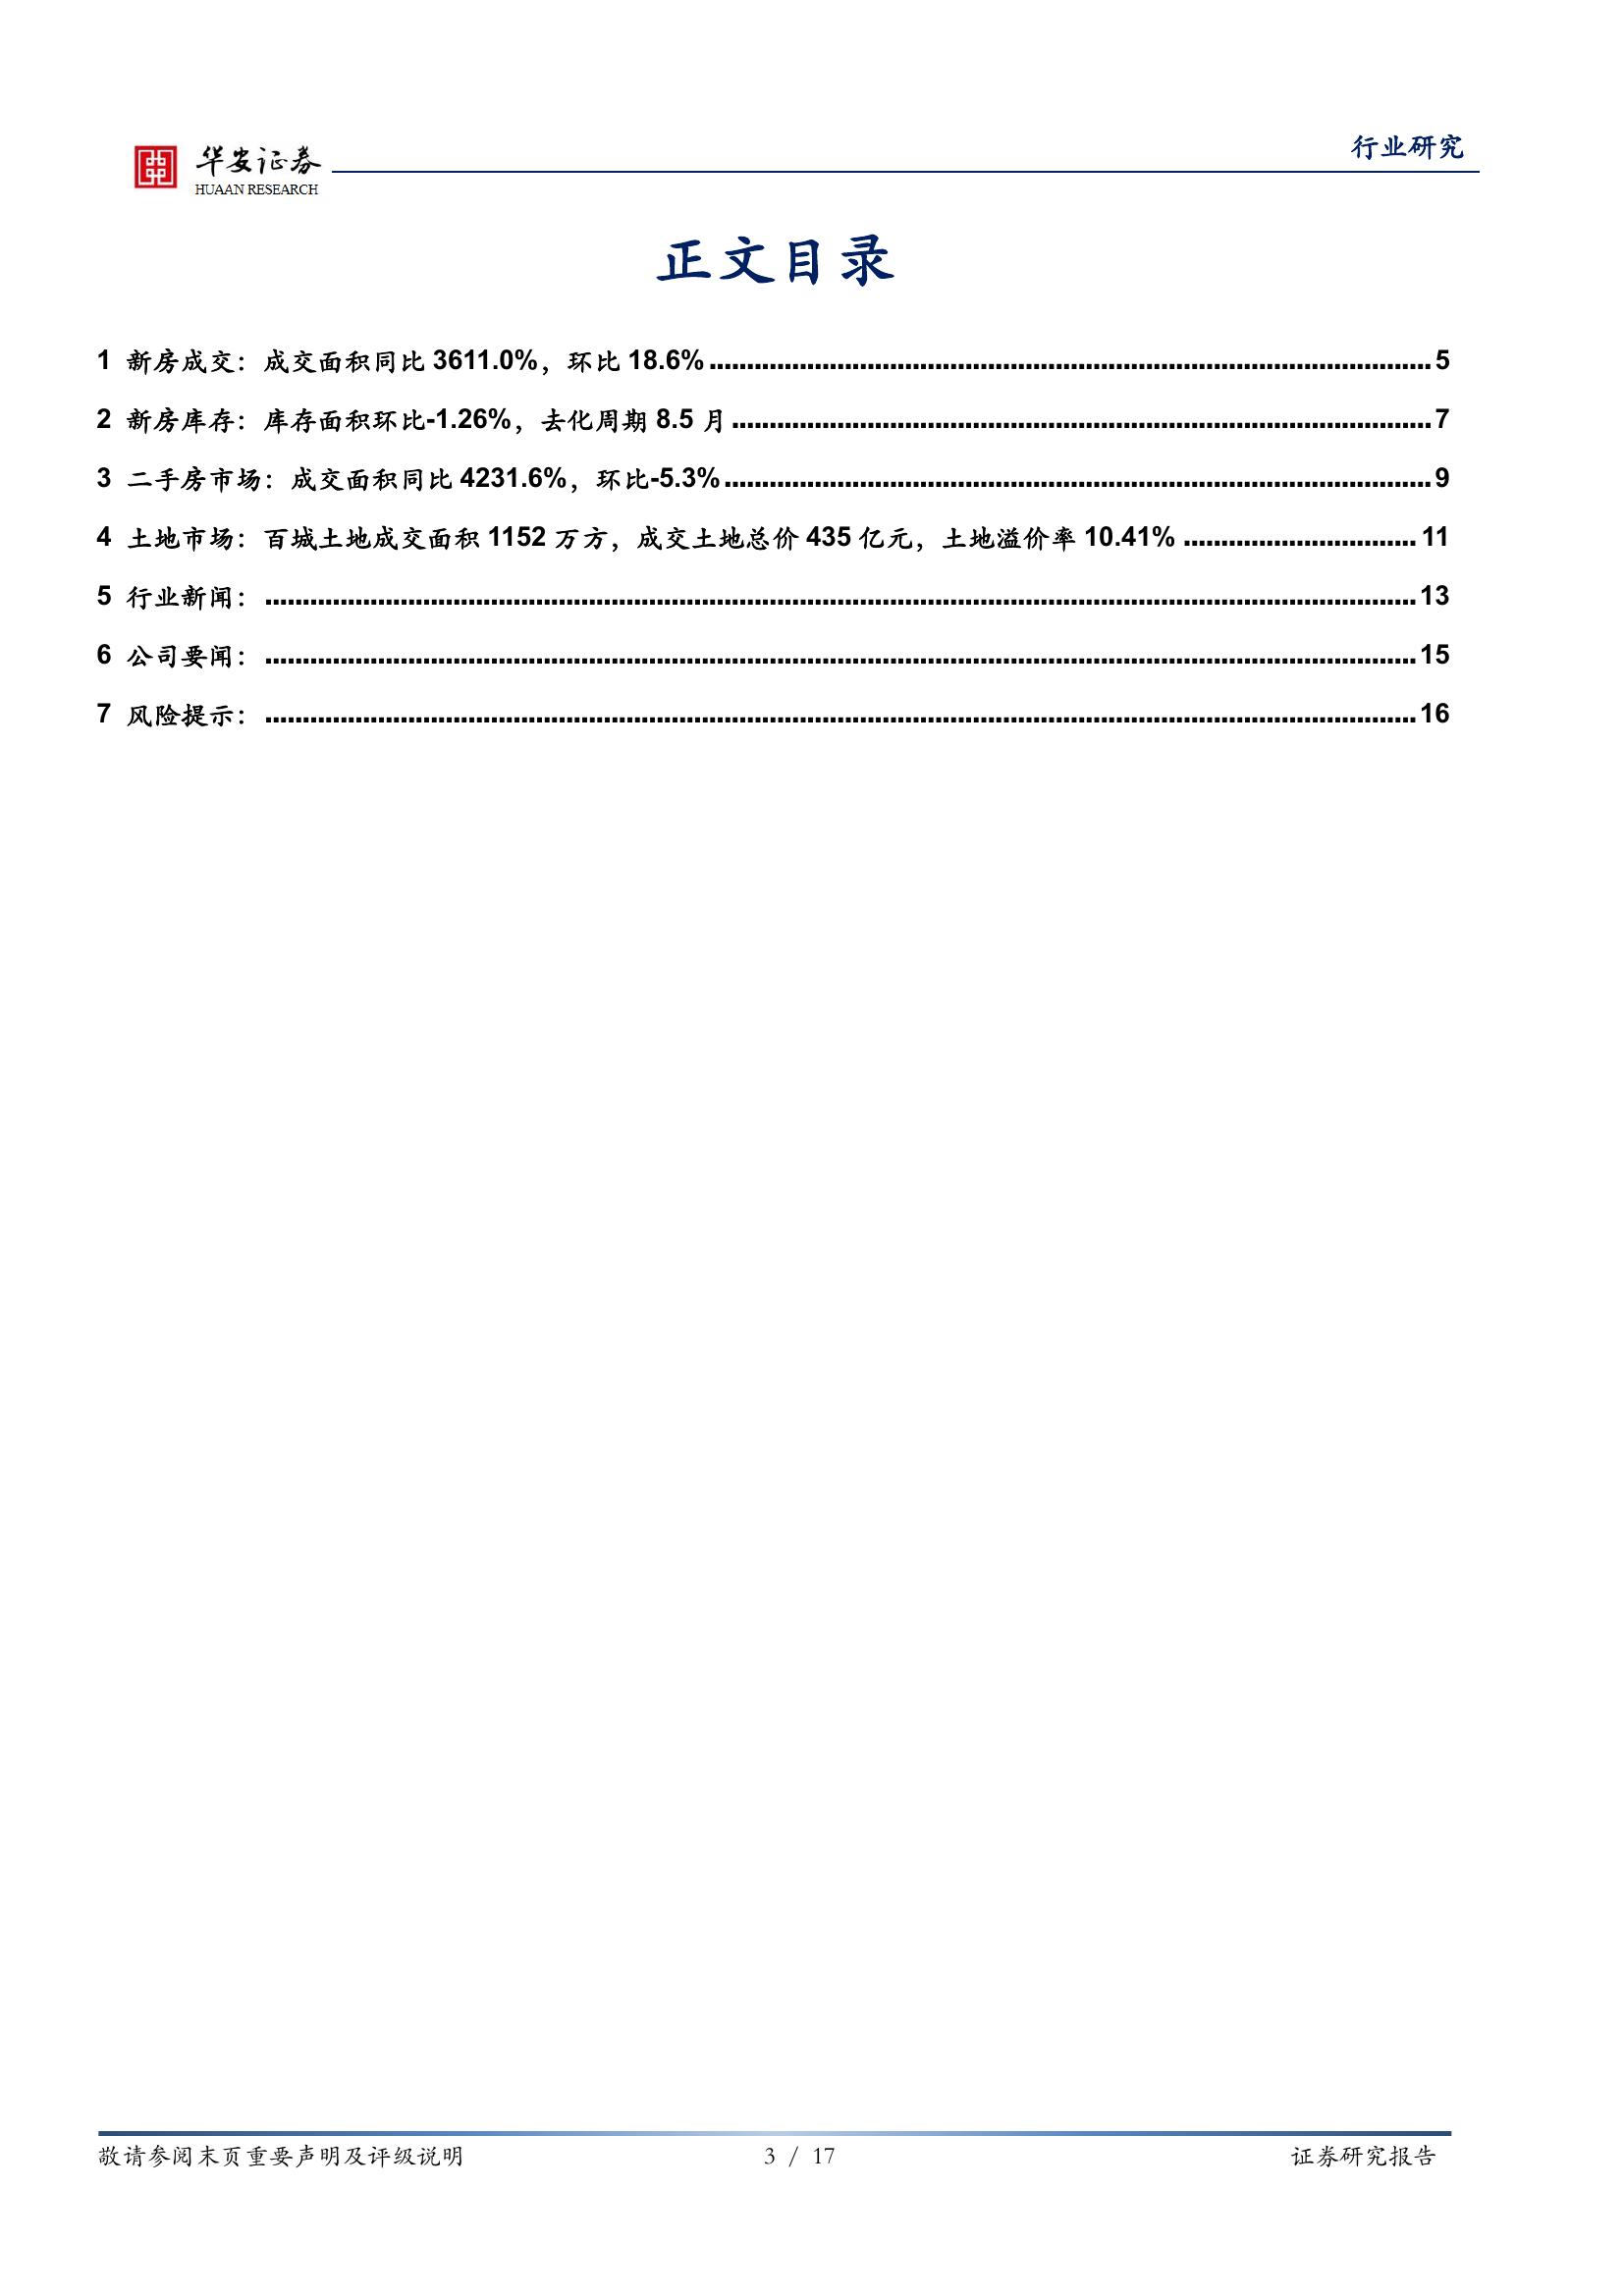 华安证券
HUAAN RESEARCH
行业研究
正文目录
1 新房成交：成交面积同比 3611.0%，环比 18.6% 5
2 新房库存：库存面积环比-1.26%，去化周期 8.5 月 7
3 二手房市场：成交面积同比 4231.6%，环比-5.3% 9
4 土地市场：百城土地成交面积 1152 万方，成交土地总价 435 亿元，土地溢价率 10.41% 11
5 行业新闻： 13
6 公司要闻： 15
7 风险提示： 16
敬请参阅末页重要声明及评级说明 3 / 17 证券研究报告